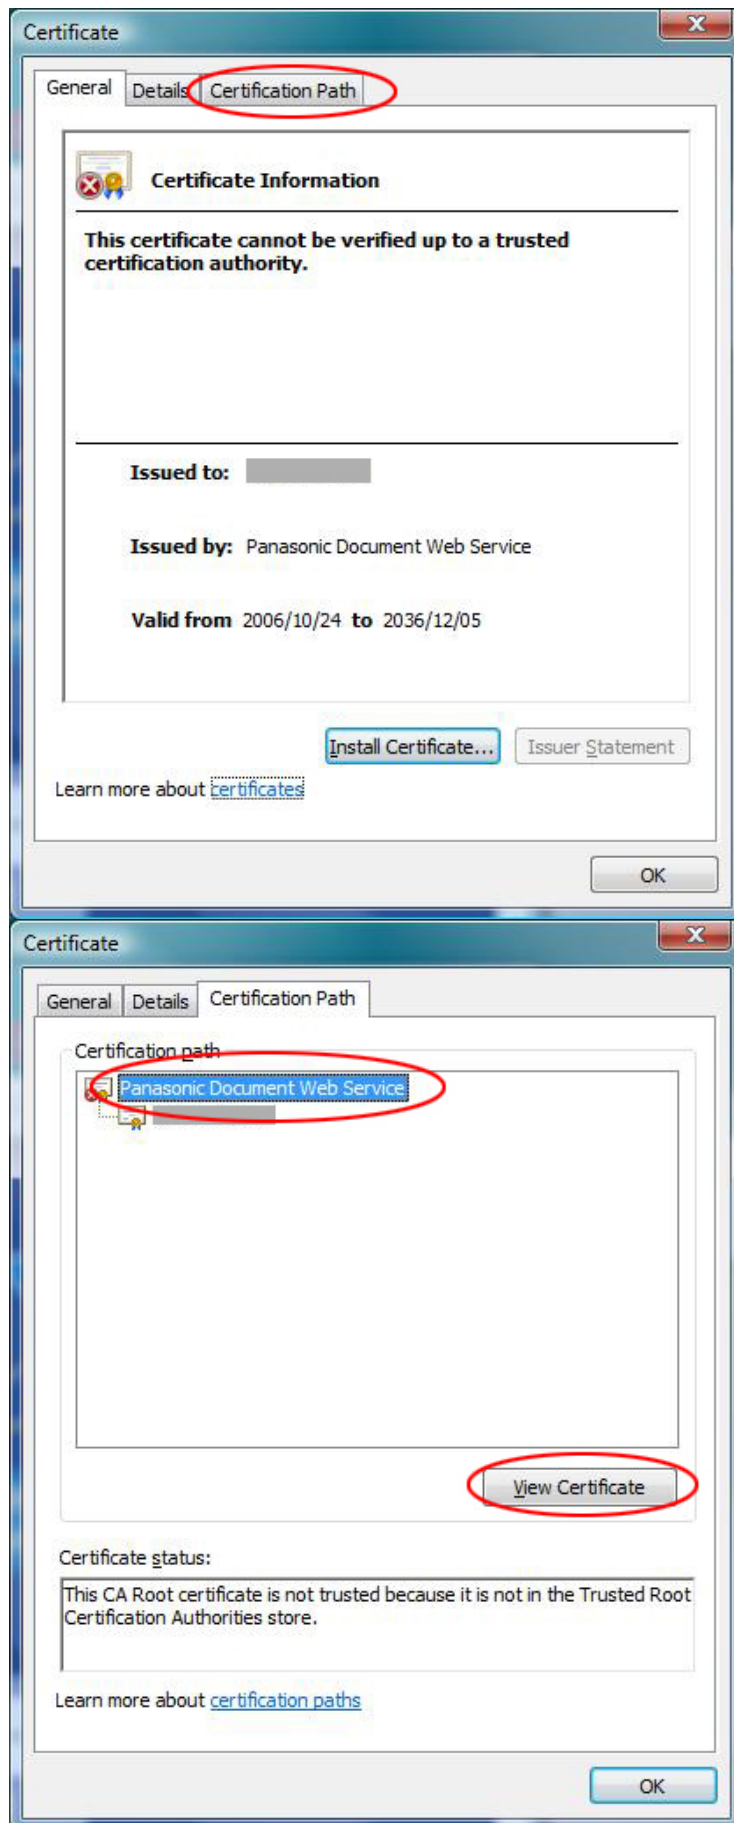 Certificate
General Details Certification Path
Certificate Information
This certificate cannot be verified up to a trusted
certification authority.
Issued to:
Issued by: Panasonic Document Web Service
Valid from 2006/10/24 to 2036/12/05
Install Certificate... Issuer Statement
Learn more about certificates
OK
Certificate
General Details Certification Path
Certification path
Panasonic Document Web Service
View Certificate
Certificate status:
This CA Root certificate is not trusted because it is not in the Trusted Root
Certification Authorities store.
Learn more about certification paths
OK